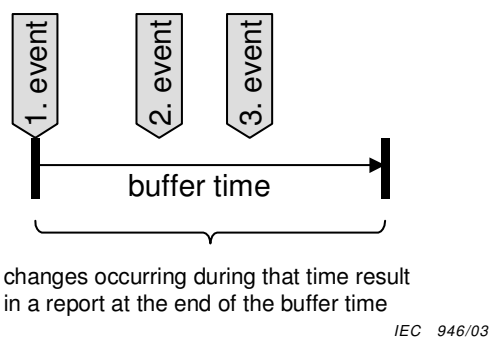 1. event
2. event
3. event
buffer time
changes occurring during that time result
in a report at the end of the buffer time
IEC 946/03